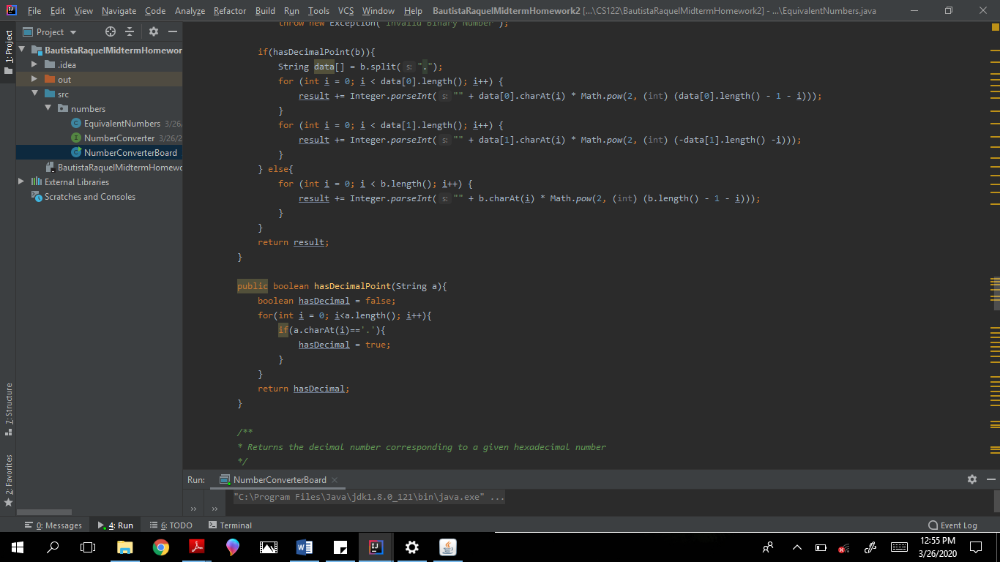 File Edit View Navigate Code Analyze Refactor Build Run Tools VCS Window Help BautistaRaquelMidtermHomework2 [...\CS122\BautistaRaquelMidtermHomework2] - ...\EquivalentNumbers.java
1: Project
Project
BautistaRaquelMidtermHomewor
.idea
out
src
numbers
EquivalentNumbers 3/26/
NumberConverter 3/26/2
NumberConverterBoard
BautistaRaquelMidtermHomewo
External Libraries
Scratches and Consoles
7: Structure
2: Favorites
throw new Exception("Invalid Binary Number");
if(hasDecimalPoint(b)){
String data[] = b.split( s: ".");
for (int i = 0; i < data[0].length(); i++) {
result += Integer.parseInt( s: "" + data[0].charAt(i) * Math.pow(2, (int) (data[0].length() - 1 - i)));
}
for (int i = 0; i < data[1].length(); i++) {
result += Integer.parseInt( s: "" + data[1].charAt(i) * Math.pow(2, (int) (-data[1].length() -i)));
}
} else{
for (int i = 0; i < b.length(); i++) {
result += Integer.parseInt( s: "" + b.charAt(i) * Math.pow(2, (int) (b.length() - 1 - i)));
}
}
return result;
}
public boolean hasDecimalPoint(String a){
boolean hasDecimal = false;
for(int i = 0; i<a.length(); i++){
if(a.charAt(i)=='.'){
hasDecimal = true;
}
}
return hasDecimal;
}
/**
* Returns the decimal number corresponding to a given hexadecimal number
*/
Run: NumberConverterBoard
"C:\Program Files\Java\jdk1.8.0_121\bin\java.exe" ...
0: Messages 4: Run 6: TODO Terminal Event Log
12:55 PM
3/26/2020